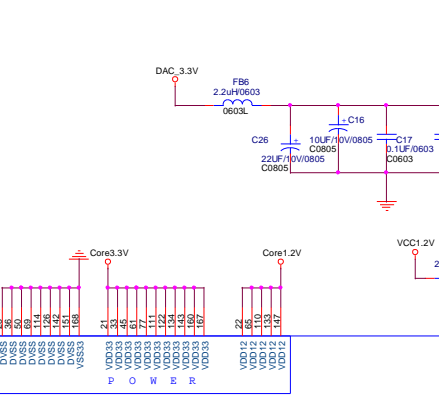 DAC_3.3V
FB6
2.2uH/0603
0603L
C16
10UF/10V/0805
C0805
C17
0.1UF/0603
C0603
C26
22UF/10V/0805
C0805
Core3.3V
Core1.2V
VCC1.2V
2
36
50
69
114
126
142
151
168
21
33
45
61
77
111
122
134
143
160
167
22
65
110
133
147
DVSS
DVSS
DVSS
DVSS
DVSS
DVSS
DVSS
DVSS
DVSS
VSS33
VDD33
VDD33
VDD33
VDD33
VDD33
VDD33
VDD33
VDD33
VDD33
VDD33
VDD33
VDD12
VDD12
VDD12
VDD12
VDD12
P O W E R